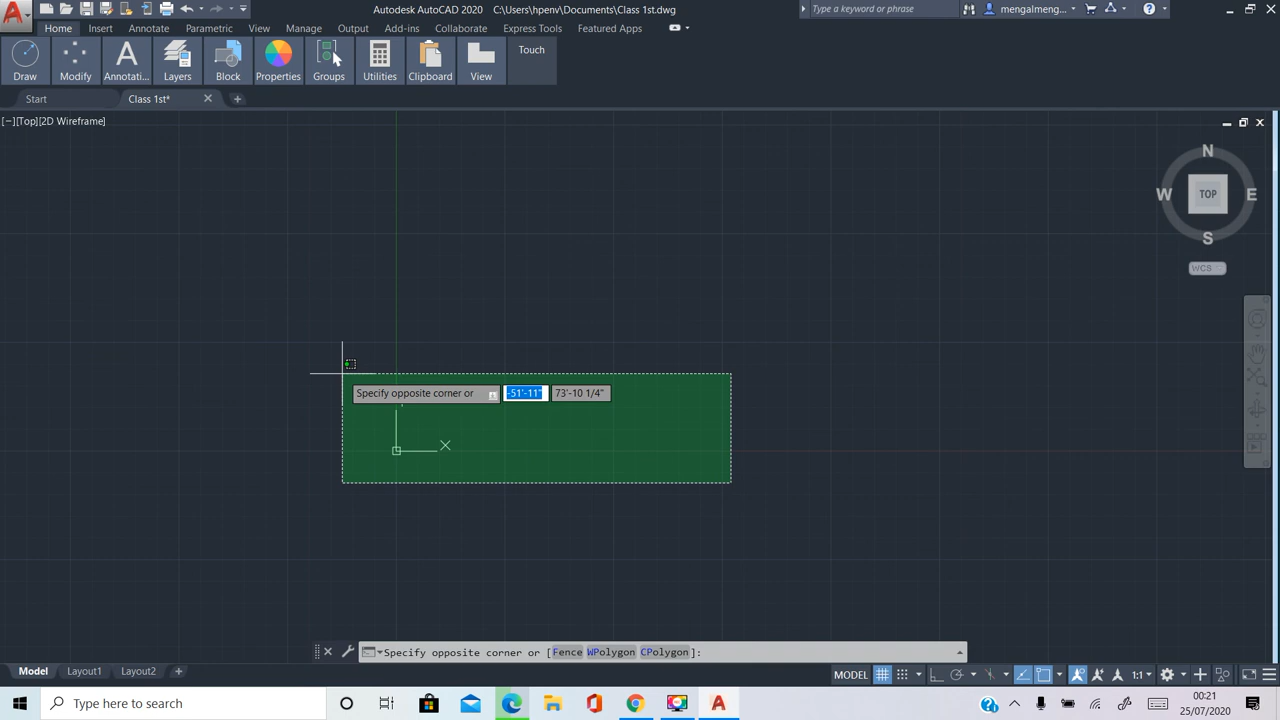 Autodesk AutoCAD 2020 C:\Users\hpenv\Documents\Class 1st.dwg
Type a keyword or phrase
mengalmeng...
Home Insert Annotate Parametric View Manage Output Add-ins Collaborate Express Tools Featured Apps
Draw Modify Annotati... Layers Block Properties Groups Utilities Clipboard View Touch
Start Class 1st*
[−][Top][2D Wireframe]
N
W TOP E
S
WCS
Specify opposite corner or -51'-11" 73'-10 1/4"
X
Specify opposite corner or [Fence WPolygon CPolygon]:
Model Layout1 Layout2
MODEL 1:1
Type here to search
00:21
25/07/2020